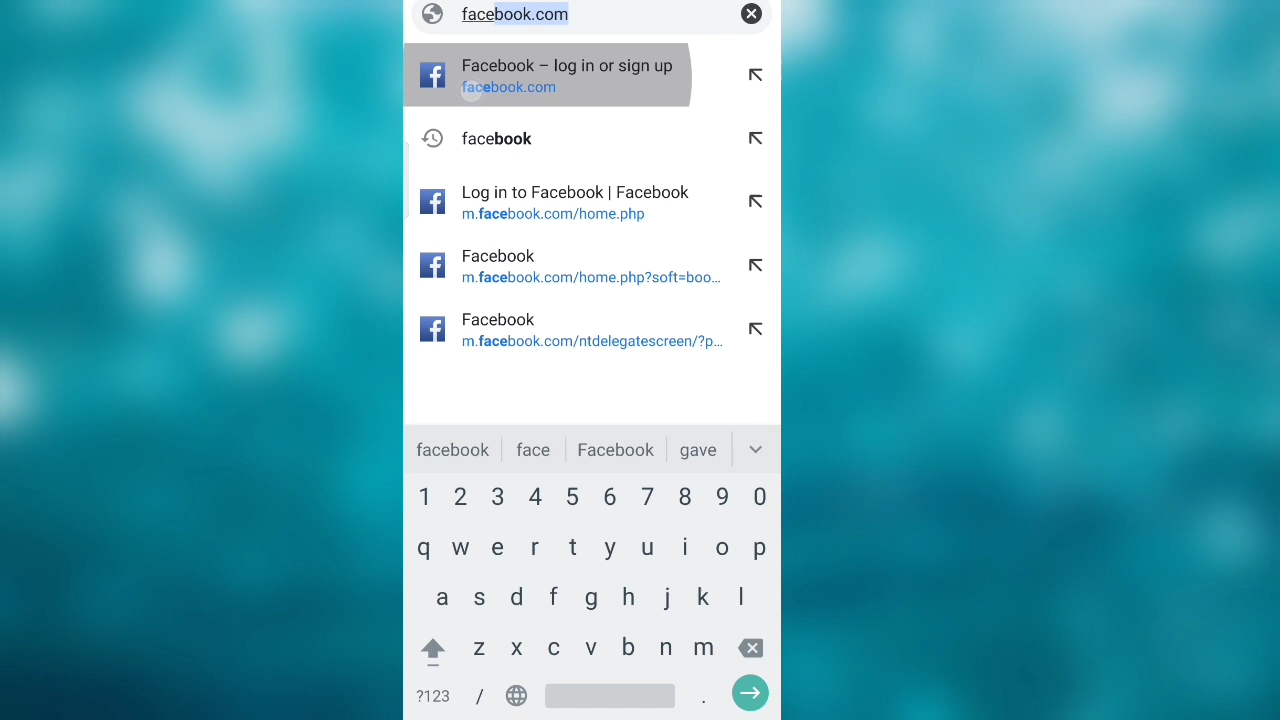 facebook.com
Facebook – log in or sign up
facebook.com
facebook
Log in to Facebook | Facebook
m.facebook.com/home.php
Facebook
m.facebook.com/home.php?soft=boo...
Facebook
m.facebook.com/ntdelegatescreen/?p...
facebook face Facebook gave
1 2 3 4 5 6 7 8 9 0
q w e r t y u i o p
a s d f g h j k l
z x c v b n m
?123 / .